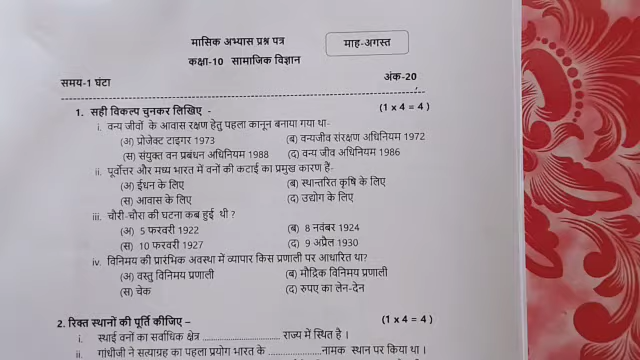 मासिक अभ्यास प्रश्न पत्र
माह-अगस्त
कक्षा-10 सामाजिक विज्ञान
समय-1 घंटा अंक-20
1. सही विकल्प चुनकर लिखिए - (1 x 4 = 4 )
i. वन्य जीवों के आवास रक्षण हेतु पहला कानून बनाया गया था-
(अ) प्रोजेक्ट टाइगर 1973 (ब) वन्यजीव संरक्षण अधिनियम 1972
(स) संयुक्त वन प्रबंधन अधिनियम 1988 (द) वन्य जीव अधिनियम 1986
ii. पूर्वोत्तर और मध्य भारत में वनों की कटाई का प्रमुख कारण हैं-
(अ) ईंधन के लिए (ब) स्थान्तरित कृषि के लिए
(स) आवास के लिए (द) उद्योग के लिए
iii. चौरी-चौरा की घटना कब हुई थी ?
(अ) 5 फरवरी 1922 (ब) 8 नवंबर 1924
(स) 10 फरवरी 1927 (द) 9 अप्रैल 1930
iv. विनिमय की प्रारंभिक अवस्था में व्यापार किस प्रणाली पर आधारित था?
(अ) वस्तु विनिमय प्रणाली (ब) मौद्रिक विनिमय प्रणाली
(स) चेक (द) रुपए का लेन-देन
2. रिक्त स्थानों की पूर्ति कीजिए – (1 x 4 = 4 )
i. स्थाई वनों का सर्वाधिक क्षेत्र ........................ राज्य में स्थित है ।
ii. गांधीजी ने सत्याग्रह का पहला प्रयोग भारत के ....................नामक स्थान पर किया था ।